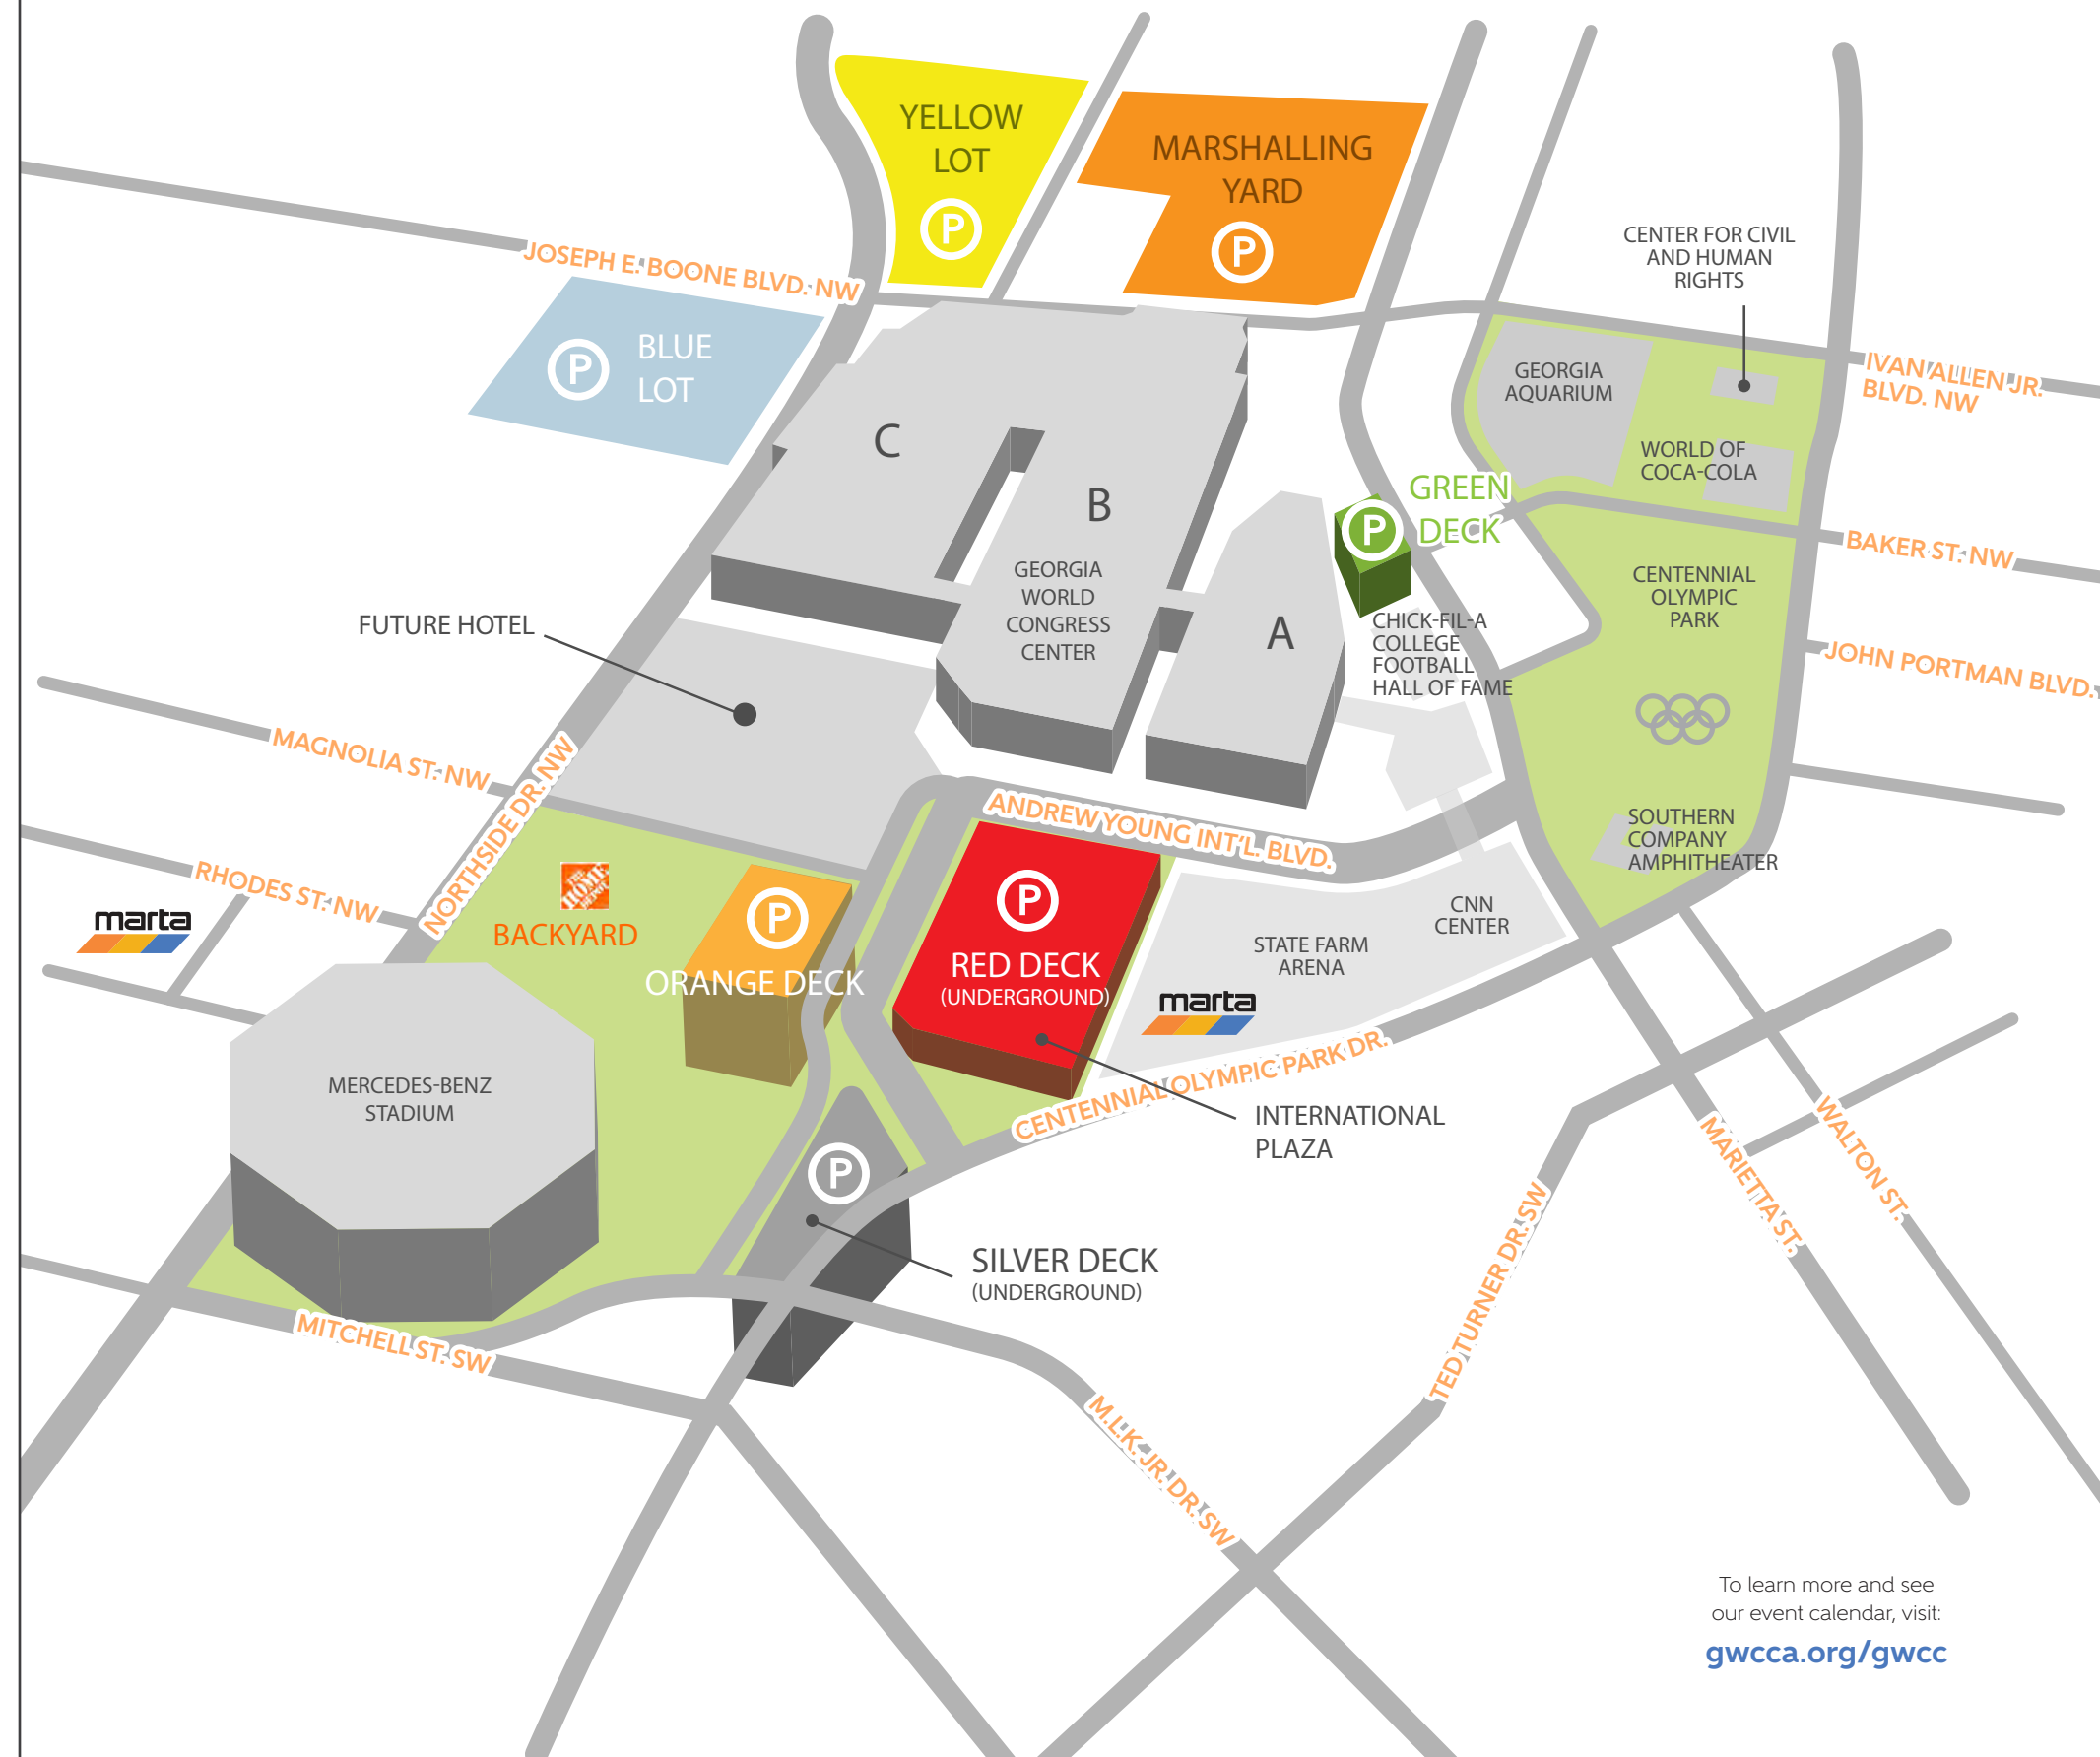 YELLOW
LOT
P
MARSHALLING
YARD
P
JOSEPH E. BOONE BLVD. NW
CENTER FOR CIVIL
AND HUMAN
RIGHTS
P
BLUE
LOT
GEORGIA
AQUARIUM
IVAN ALLEN JR.
BLVD. NW
C
WORLD OF
COCA-COLA
B
GREEN
DECK
P
BAKER ST. NW
GEORGIA
WORLD
CONGRESS
CENTER
A
CENTENNIAL
OLYMPIC
PARK
FUTURE HOTEL
CHICK-FIL-A
COLLEGE
FOOTBALL
HALL OF FAME
JOHN PORTMAN BLVD.
MAGNOLIA ST. NW
NORTHSIDE DR. NW
ANDREW YOUNG INT'L. BLVD.
SOUTHERN
COMPANY
AMPHITHEATER
RHODES ST. NW
marta
THE
HOME
DEPOT
BACKYARD
P
ORANGE DECK
P
RED DECK
(UNDERGROUND)
CNN
CENTER
STATE FARM
ARENA
marta
CENTENNIAL OLYMPIC PARK DR.
MERCEDES-BENZ
STADIUM
INTERNATIONAL
PLAZA
P
SILVER DECK
(UNDERGROUND)
MARIETTA ST.
WALTON ST.
TED TURNER DR. SW
MITCHELL ST. SW
M.L.K. JR. DR. SW
To learn more and see
our event calendar, visit:
gwcca.org/gwcc